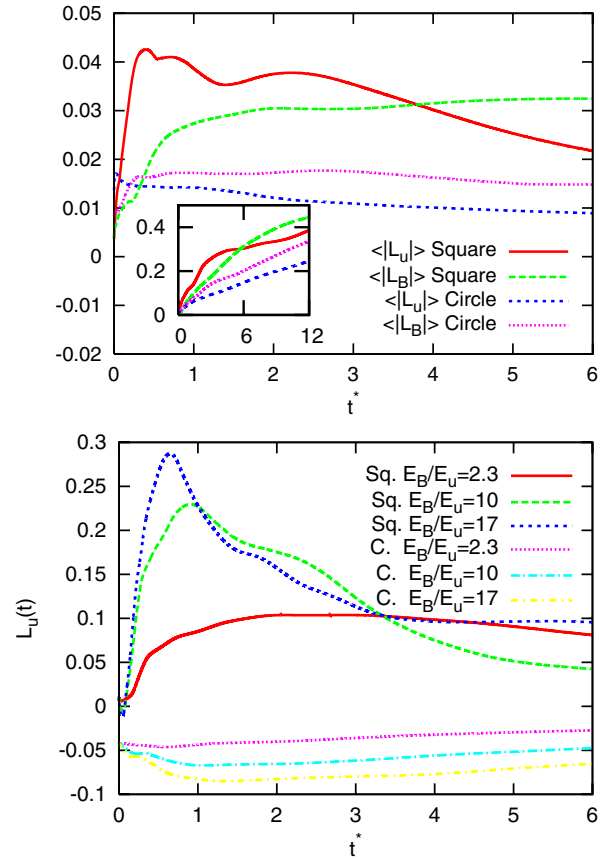 0.05
0.04
0.03
0.02
0.01
0
-0.01
-0.02
0 1 2 3 4 5 6
t*
0.4
0.2
0
0 6 12
<|L_u|> Square
<|L_B|> Square
<|L_u|> Circle
<|L_B|> Circle
0.3
0.25
0.2
0.15
0.1
0.05
0
-0.05
-0.1
L_u(t)
Sq. E_B/E_u=2.3
Sq. E_B/E_u=10
Sq. E_B/E_u=17
C. E_B/E_u=2.3
C. E_B/E_u=10
C. E_B/E_u=17
0 1 2 3 4 5 6
t*